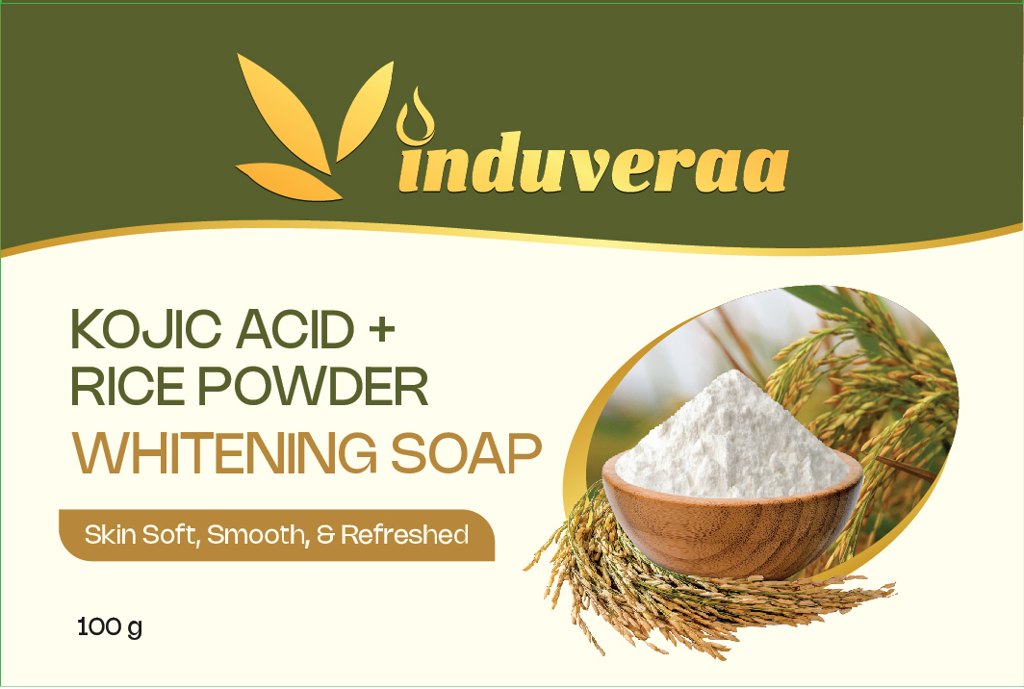 induveraa
KOJIC ACID +
RICE POWDER
WHITENING SOAP
Skin Soft, Smooth, & Refreshed
100 g